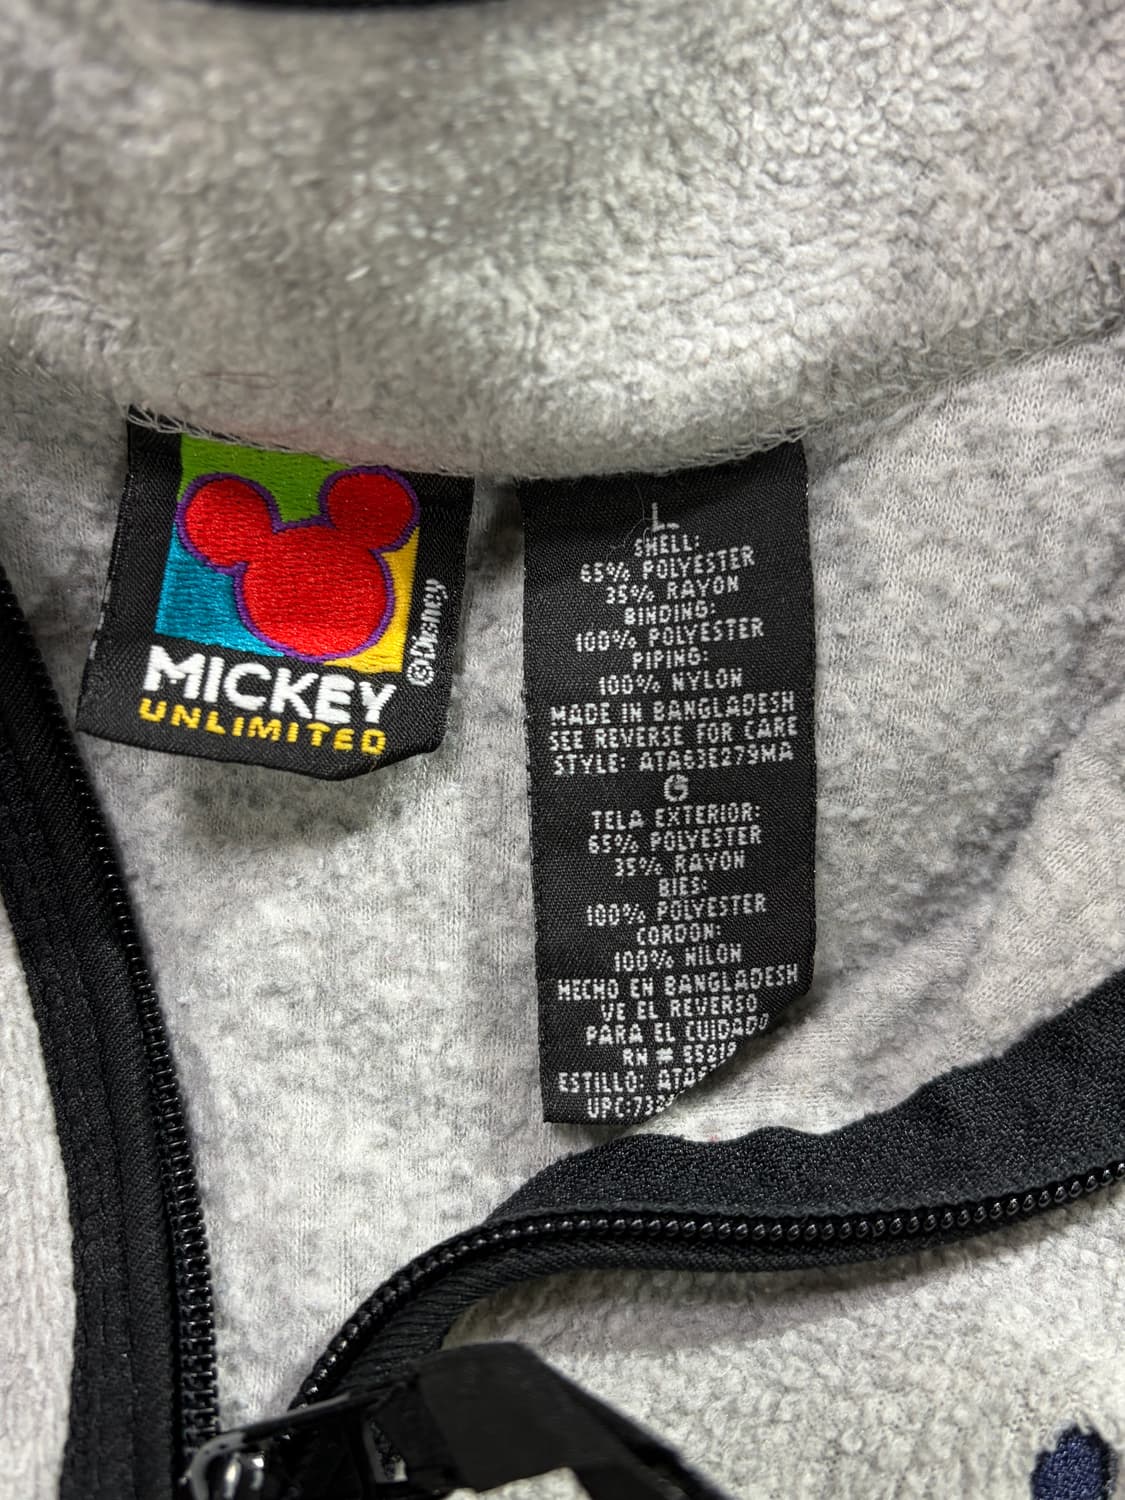 MICKEY
UNLIMITED
©Disney
L
SHELL:
65% POLYESTER
35% RAYON
BINDING:
100% POLYESTER
PIPING:
100% NYLON
MADE IN BANGLADESH
SEE REVERSE FOR CARE
STYLE: ATA63E279MA
G
TELA EXTERIOR:
65% POLYESTER
35% RAYON
BIES:
100% POLYESTER
CORDON:
100% NILON
HECHO EN BANGLADESH
VE EL REVERSO
PARA EL CUIDADO
RN #
ESTILLO:
UPC: